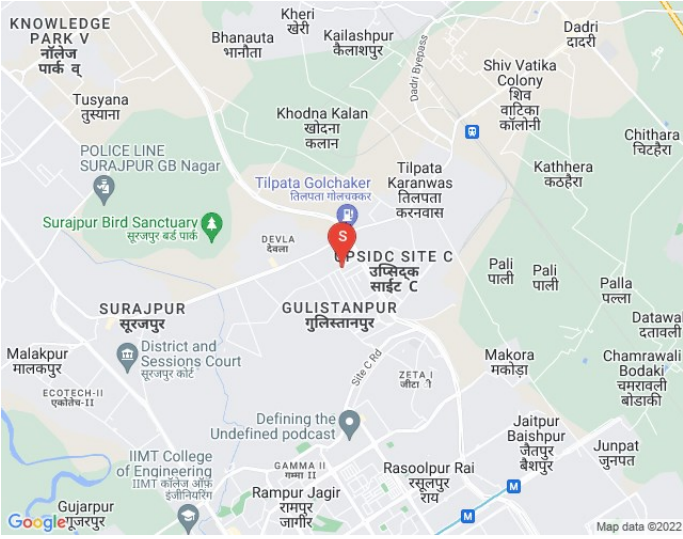 Kheri
खेरी
Dadri
दादरी
KNOWLEDGE
PARK V
नॉलेज
पार्क व्
Bhanauta
भानौता
Kailashpur
कैलाशपुर
Dadri Byepass
Shiv Vatika
Colony
शिव
वाटिका
कॉलोनी
Tusyana
तुस्याना
Khodna Kalan
खोदना
कलान
Chithara
चिटहैरा
POLICE LINE
SURAJPUR GB Nagar
Tilpata
Karanwas
तिलपता
करनवास
Kathhera
कठहैरा
Tilpata Golchaker
तिलपता गोलचक्कर
Surajpur Bird Sanctuary
सूरजपुर बर्ड पार्क
DEVLA
देवला
S
UPSIDC SITE C
उप्सिद्क
साईट C
Pali
पाली
Pali
पाली
Palla
पल्ला
SURAJPUR
सूरजपुर
GULISTANPUR
गुलिस्तानपुर
Datawal
दतावली
Malakpur
मालकपुर
District and
Sessions Court
सूरजपुर कोर्ट
Site C Rd
ZETA I
Makora
मकोड़ा
Chamrawali
Bodaki
चमरावली
बोडाकी
ECOTECH-II
एकोतेच-II
Defining the
Undefined podcast
Jaitpur
Baishpur
जैतपुर
बैशपुर
Junpat
जुनपत
IIMT College
of Engineering
IIMT कॉलेज ऑफ़
इंजीनियरिंग
GAMMA II
गम्मा II
Rasoolpur Rai
रसूलपुर
राय
Rampur Jagir
रामपुर
जागीर
M
M
Gujarpur
गूजरपुर
Google
Map data ©2022